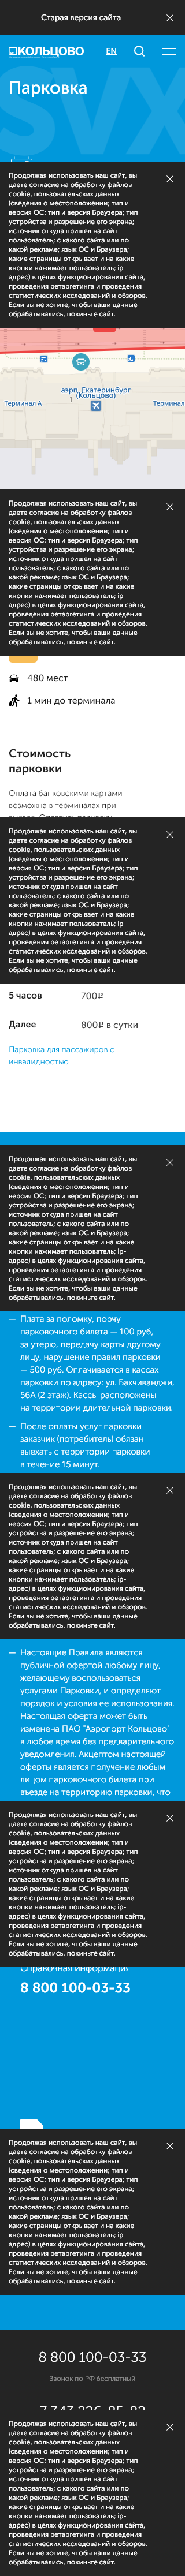 Старая версия сайта
КОЛЬЦОВО
EN
Парковка
Продолжая использовать наш сайт, вы
даете согласие на обработку файлов
cookie, пользовательских данных
(сведения о местоположении; тип и
версия ОС; тип и версия Браузера; тип
устройства и разрешение его экрана;
источник откуда пришел на сайт
пользователь; с какого сайта или по
какой рекламе; язык ОС и Браузера;
какие страницы открывает и на какие
кнопки нажимает пользователь; ip-
адрес) в целях функционирования сайта,
проведения ретаргетинга и проведения
статистических исследований и обзоров.
Если вы не хотите, чтобы ваши данные
обрабатывались, покиньте сайт.
аэрп. Екатеринбург
(Кольцово)
Терминал А
Терминал
Продолжая использовать наш сайт, вы
даете согласие на обработку файлов
cookie, пользовательских данных
(сведения о местоположении; тип и
версия ОС; тип и версия Браузера; тип
устройства и разрешение его экрана;
источник откуда пришел на сайт
пользователь; с какого сайта или по
какой рекламе; язык ОС и Браузера;
какие страницы открывает и на какие
кнопки нажимает пользователь; ip-
адрес) в целях функционирования сайта,
проведения ретаргетинга и проведения
статистических исследований и обзоров.
Если вы не хотите, чтобы ваши данные
обрабатывались, покиньте сайт.
480 мест
1 мин до терминала
Стоимость
парковки
Оплата банковскими картами
возможна в терминалах при
Продолжая использовать наш сайт, вы
даете согласие на обработку файлов
cookie, пользовательских данных
(сведения о местоположении; тип и
версия ОС; тип и версия Браузера; тип
устройства и разрешение его экрана;
источник откуда пришел на сайт
пользователь; с какого сайта или по
какой рекламе; язык ОС и Браузера;
какие страницы открывает и на какие
кнопки нажимает пользователь; ip-
адрес) в целях функционирования сайта,
проведения ретаргетинга и проведения
статистических исследований и обзоров.
Если вы не хотите, чтобы ваши данные
обрабатывались, покиньте сайт.
5 часов 700₽
Далее 800₽ в сутки
Парковка для пассажиров с
инвалидностью
Продолжая использовать наш сайт, вы
даете согласие на обработку файлов
cookie, пользовательских данных
(сведения о местоположении; тип и
версия ОС; тип и версия Браузера; тип
устройства и разрешение его экрана;
источник откуда пришел на сайт
пользователь; с какого сайта или по
какой рекламе; язык ОС и Браузера;
какие страницы открывает и на какие
кнопки нажимает пользователь; ip-
адрес) в целях функционирования сайта,
проведения ретаргетинга и проведения
статистических исследований и обзоров.
Если вы не хотите, чтобы ваши данные
обрабатывались, покиньте сайт.
— Плата за поломку, порчу
парковочного билета — 100 руб,
за утерю, передачу карты другому
лицу, нарушение правил парковки
— 500 руб. Оплачивается в кассах
парковки по адресу: ул. Бахчиванджи,
56А (2 этаж). Кассы расположены
на территории длительной парковки.
— После оплаты услуг парковки
заказчик (потребитель) обязан
выехать с территории парковки
в течение 15 минут.
Продолжая использовать наш сайт, вы
даете согласие на обработку файлов
cookie, пользовательских данных
(сведения о местоположении; тип и
версия ОС; тип и версия Браузера; тип
устройства и разрешение его экрана;
источник откуда пришел на сайт
пользователь; с какого сайта или по
какой рекламе; язык ОС и Браузера;
какие страницы открывает и на какие
кнопки нажимает пользователь; ip-
адрес) в целях функционирования сайта,
проведения ретаргетинга и проведения
статистических исследований и обзоров.
Если вы не хотите, чтобы ваши данные
обрабатывались, покиньте сайт.
— Настоящие Правила являются
публичной офертой любому лицу,
желающему воспользоваться
услугами Парковки, и определяют
порядок и условия ее использования.
Настоящая оферта может быть
изменена ПАО "Аэропорт Кольцово"
в любое время без предварительного
уведомления. Акцептом настоящей
оферты является получение любым
лицом парковочного билета при
въезде на территорию парковки, что
Продолжая использовать наш сайт, вы
даете согласие на обработку файлов
cookie, пользовательских данных
(сведения о местоположении; тип и
версия ОС; тип и версия Браузера; тип
устройства и разрешение его экрана;
источник откуда пришел на сайт
пользователь; с какого сайта или по
какой рекламе; язык ОС и Браузера;
какие страницы открывает и на какие
кнопки нажимает пользователь; ip-
адрес) в целях функционирования сайта,
проведения ретаргетинга и проведения
статистических исследований и обзоров.
Если вы не хотите, чтобы ваши данные
обрабатывались, покиньте сайт.
Справочная информация
8 800 100-03-33
Продолжая использовать наш сайт, вы
даете согласие на обработку файлов
cookie, пользовательских данных
(сведения о местоположении; тип и
версия ОС; тип и версия Браузера; тип
устройства и разрешение его экрана;
источник откуда пришел на сайт
пользователь; с какого сайта или по
какой рекламе; язык ОС и Браузера;
какие страницы открывает и на какие
кнопки нажимает пользователь; ip-
адрес) в целях функционирования сайта,
проведения ретаргетинга и проведения
статистических исследований и обзоров.
Если вы не хотите, чтобы ваши данные
обрабатывались, покиньте сайт.
8 800 100-03-33
Звонок по РФ бесплатный
Продолжая использовать наш сайт, вы
даете согласие на обработку файлов
cookie, пользовательских данных
(сведения о местоположении; тип и
версия ОС; тип и версия Браузера; тип
устройства и разрешение его экрана;
источник откуда пришел на сайт
пользователь; с какого сайта или по
какой рекламе; язык ОС и Браузера;
какие страницы открывает и на какие
кнопки нажимает пользователь; ip-
адрес) в целях функционирования сайта,
проведения ретаргетинга и проведения
статистических исследований и обзоров.
Если вы не хотите, чтобы ваши данные
обрабатывались, покиньте сайт.